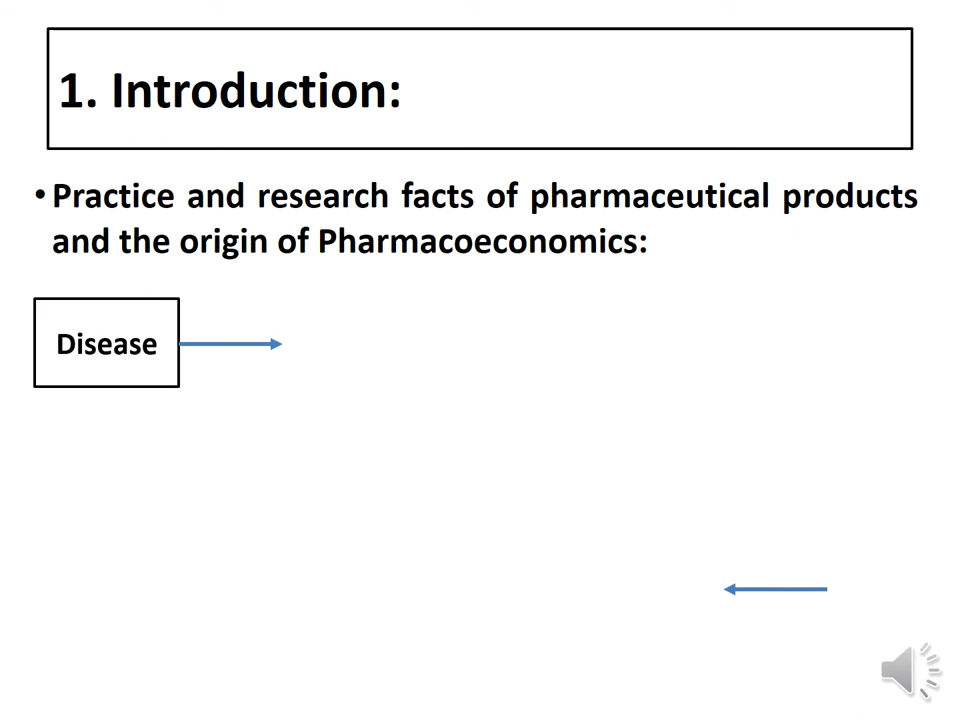 1. Introduction:
• Practice and research facts of pharmaceutical products
and the origin of Pharmacoeconomics:
Disease